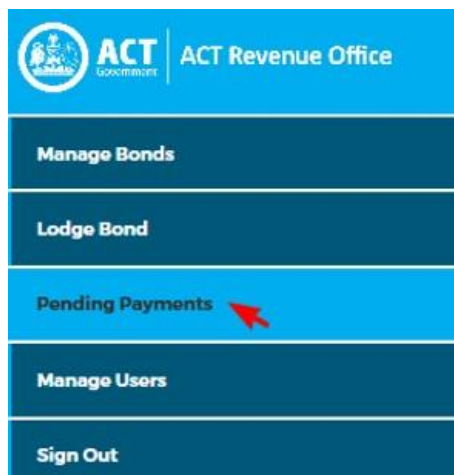 ACT
Government
ACT Revenue Office
Manage Bonds
Lodge Bond
Pending Payments
Manage Users
Sign Out